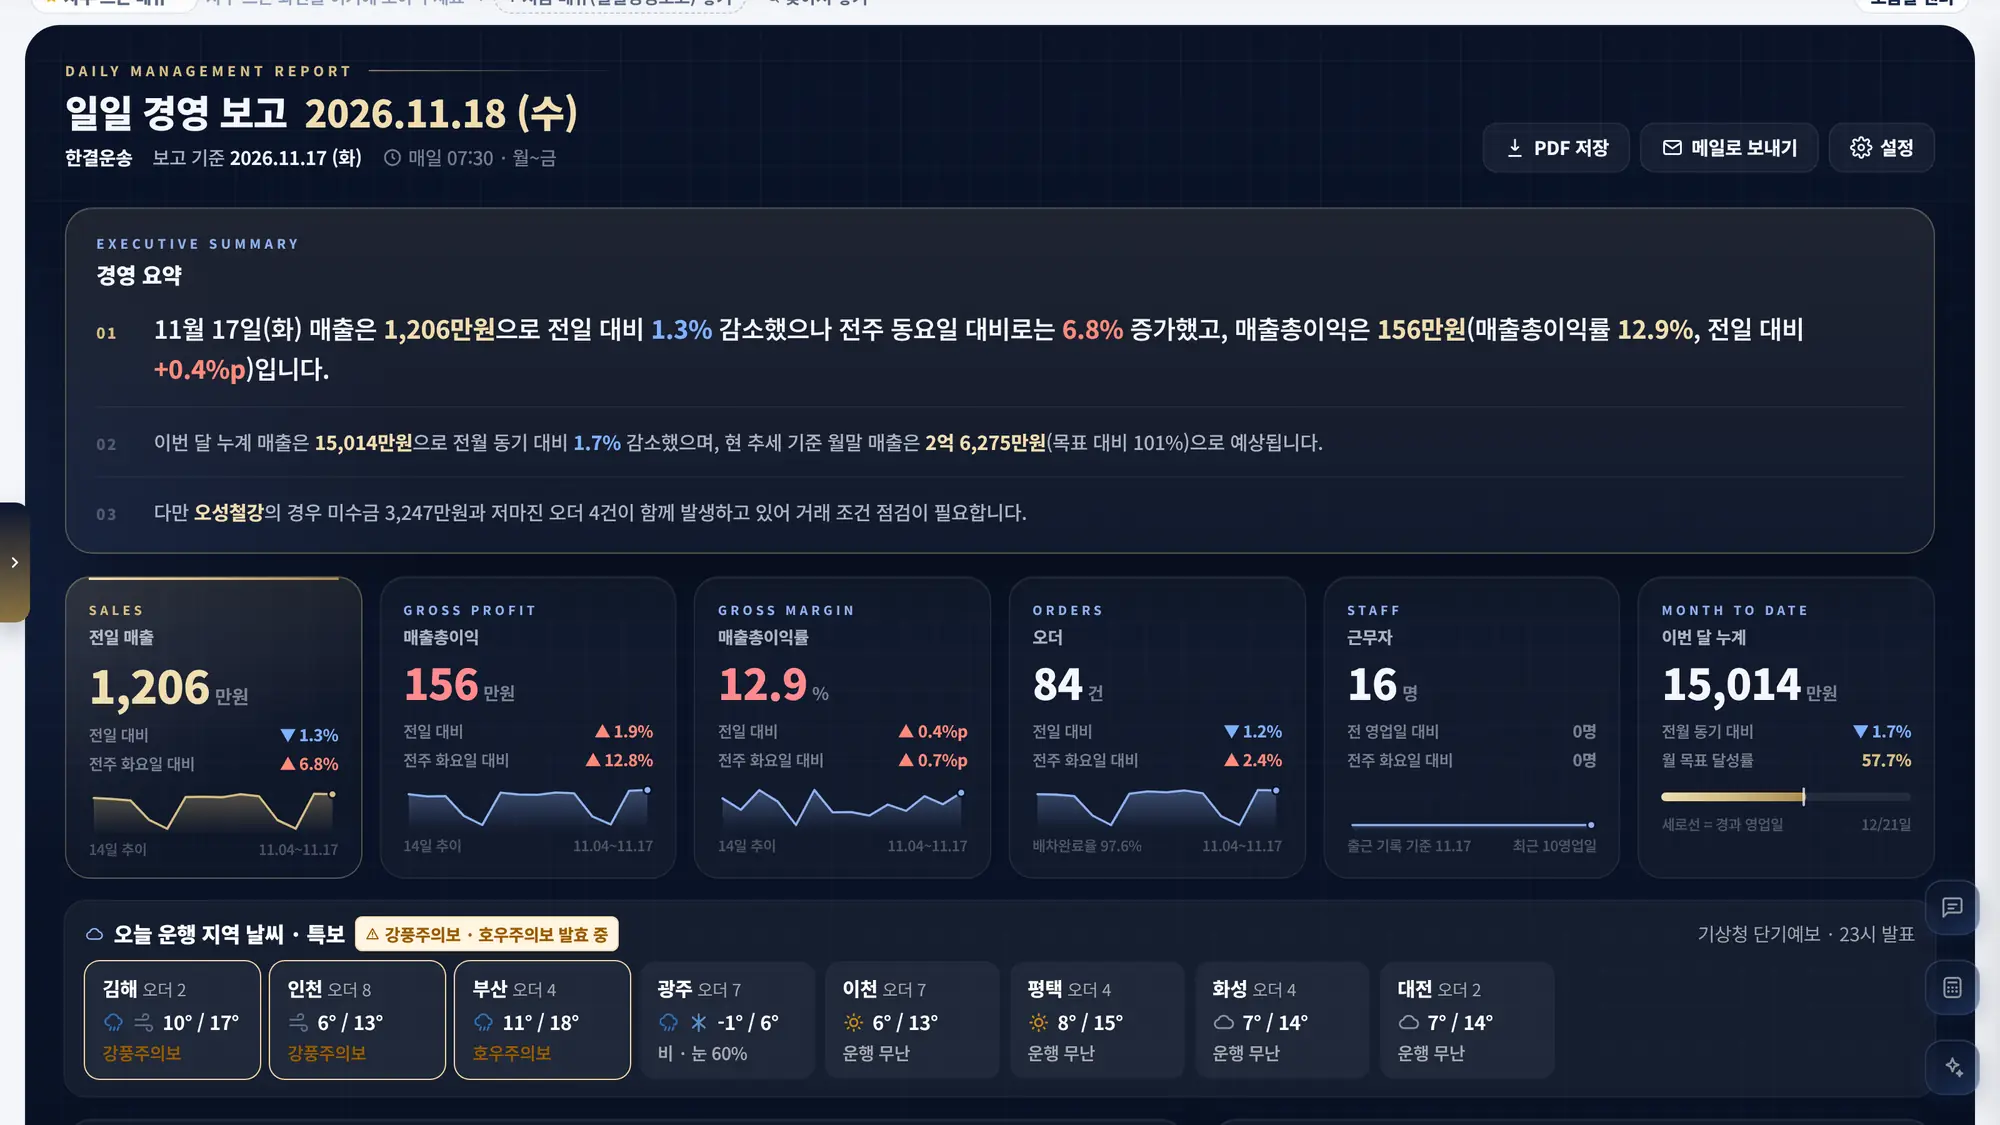 DAILY MANAGEMENT REPORT
일일 경영 보고 2026.11.18 (수)
한결운송 보고 기준 2026.11.17 (화) 매일 07:30 · 월~금
PDF 저장
메일로 보내기
설정
EXECUTIVE SUMMARY
경영 요약
01 11월 17일(화) 매출은 1,206만원으로 전일 대비 1.3% 감소했으나 전주 동요일 대비로는 6.8% 증가했고, 매출총이익은 156만원(매출총이익률 12.9%, 전일 대비
+0.4%p)입니다.
02 이번 달 누계 매출은 15,014만원으로 전월 동기 대비 1.7% 감소했으며, 현 추세 기준 월말 매출은 2억 6,275만원(목표 대비 101%)으로 예상됩니다.
03 다만 오성철강의 경우 미수금 3,247만원과 저마진 오더 4건이 함께 발생하고 있어 거래 조건 점검이 필요합니다.
SALES
전일 매출
1,206 만원
전일 대비 ▼1.3%
전주 화요일 대비 ▲6.8%
14일 추이 11.04~11.17
GROSS PROFIT
매출총이익
156 만원
전일 대비 ▲1.9%
전주 화요일 대비 ▲12.8%
14일 추이 11.04~11.17
GROSS MARGIN
매출총이익률
12.9 %
전일 대비 ▲0.4%p
전주 화요일 대비 ▲0.7%p
14일 추이 11.04~11.17
ORDERS
오더
84 건
전일 대비 ▼1.2%
전주 화요일 대비 ▲2.4%
배차완료율 97.6% 11.04~11.17
STAFF
근무자
16 명
전 영업일 대비 0명
전주 화요일 대비 0명
출근 기록 기준 11.17 최근 10영업일
MONTH TO DATE
이번 달 누계
15,014 만원
전월 동기 대비 ▼1.7%
월 목표 달성률 57.7%
세로선 = 경과 영업일 12/21일
오늘 운행 지역 날씨 · 특보 강풍주의보 · 호우주의보 발효 중
기상청 단기예보 · 23시 발표
김해 오더 2
10° / 17°
강풍주의보
인천 오더 8
6° / 13°
강풍주의보
부산 오더 4
11° / 18°
호우주의보
광주 오더 7
-1° / 6°
비 · 눈 60%
이천 오더 7
6° / 13°
운행 무난
평택 오더 4
8° / 15°
운행 무난
화성 오더 4
7° / 14°
운행 무난
대전 오더 2
7° / 14°
운행 무난